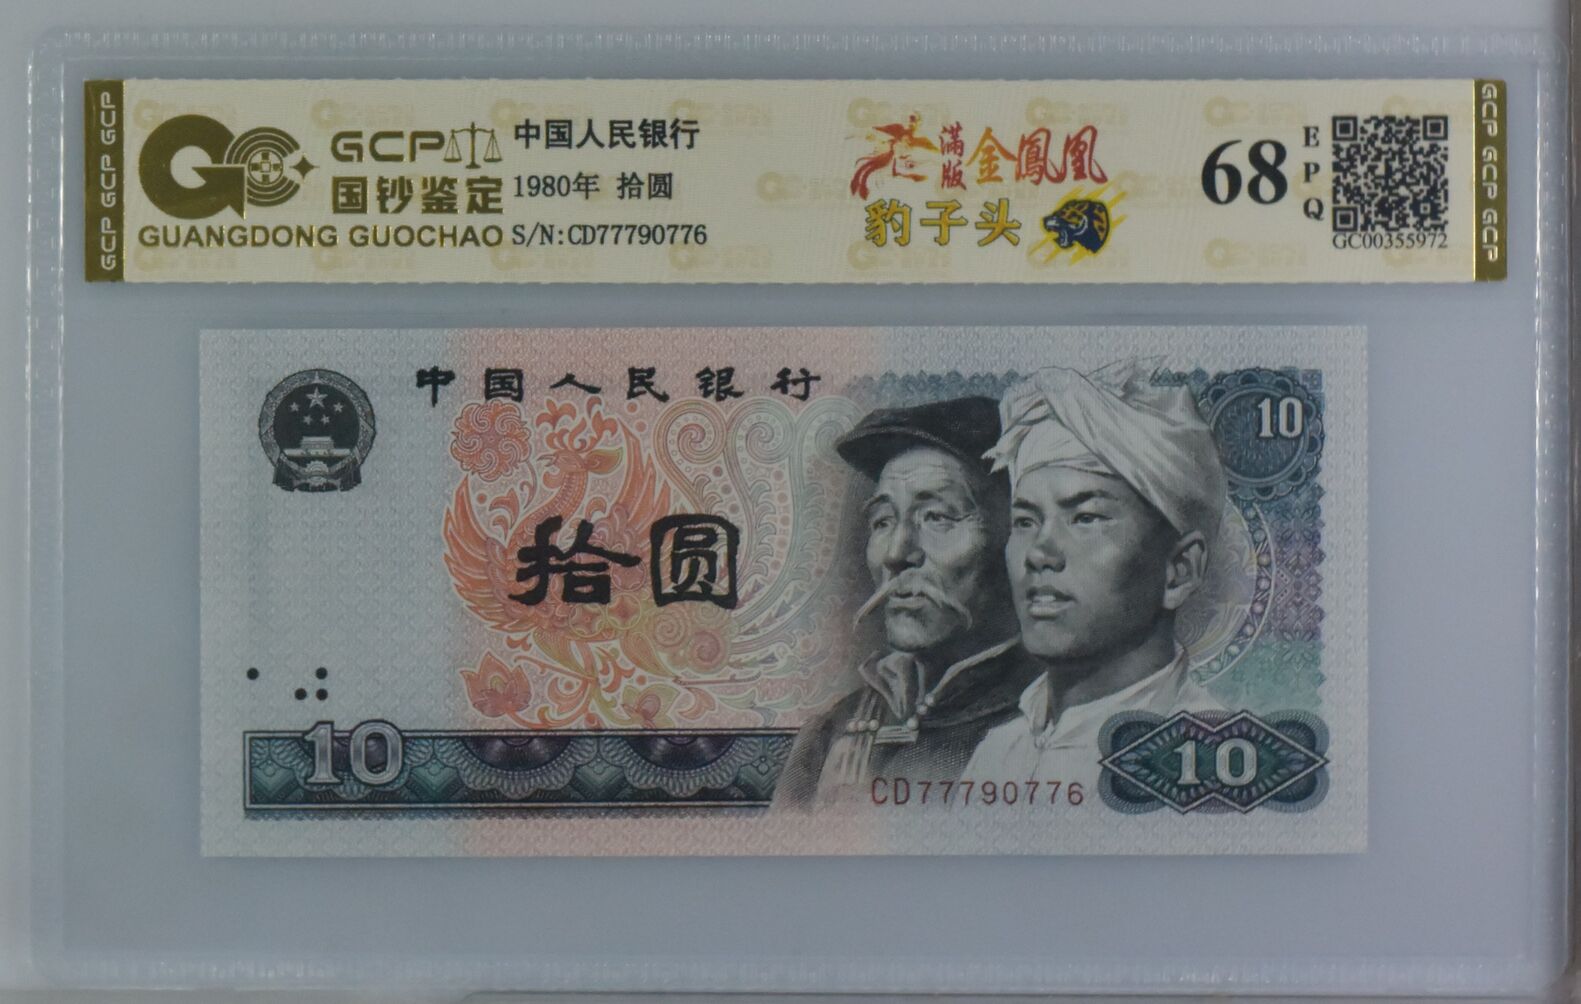 GCP GCP GCP
GCP
国钞鉴定
GUANGDONG GUOCHAO
中国人民银行
1980年 拾圆
S/N:CD77790776
满版金鳳凰
豹子头
68
EPQ
GC00355972
GCP GCP GCP
中国人民银行
10
拾圆
10
10
CD77790776